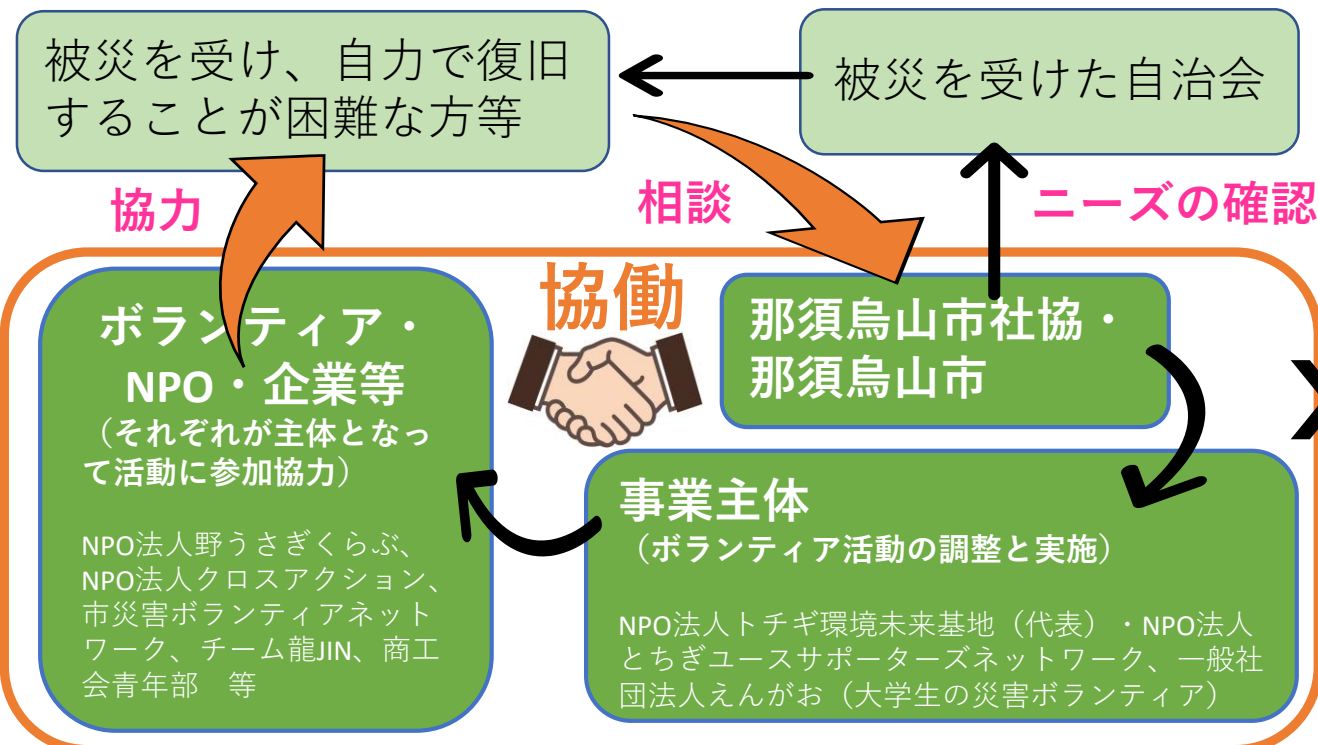 被災を受け、自力で復旧
することが困難な方等
被災を受けた自治会
協力
相談
ニーズの確認
協働
ボランティア・
NPO・企業等
（それぞれが主体となっ
て活動に参加協力）
NPO法人野うさぎくらぶ、
NPO法人クロスアクション、
市災害ボランティアネット
ワーク、チーム龍JIN、商工
会青年部　等
那須烏山市社協・
那須烏山市
事業主体
（ボランティア活動の調整と実施）
NPO法人トチギ環境未来基地（代表）・NPO法人
とちぎユースサポーターズネットワーク、一般社
団法人えんがお（大学生の災害ボランティア）